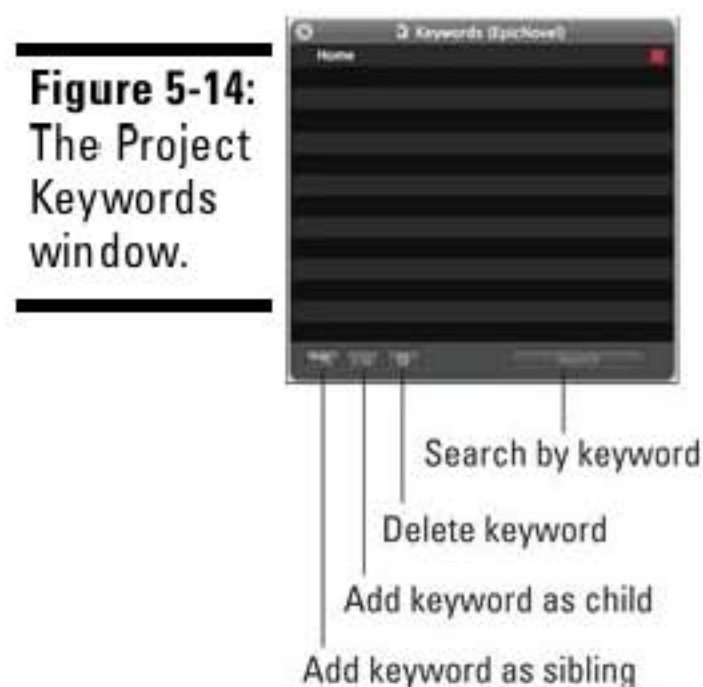 Figure 5-14:
The Project
Keywords
window.
Keywords (EpicNovel)
Home
Search by keyword
Delete keyword
Add keyword as child
Add keyword as sibling